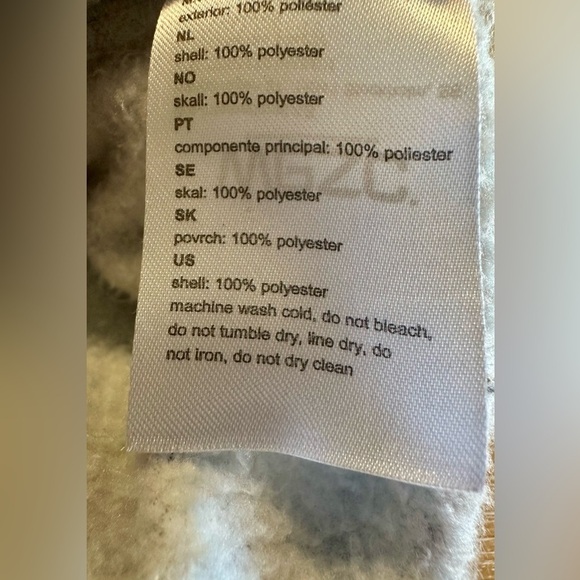 exterior: 100% poliéster
NL
shell: 100% polyester
NO
skall: 100% polyester
PT
componente principal: 100% poliester
SE
skal: 100% polyester
SK
povrch: 100% polyester
US
shell: 100% polyester
machine wash cold, do not bleach,
do not tumble dry, line dry, do
not iron, do not dry clean